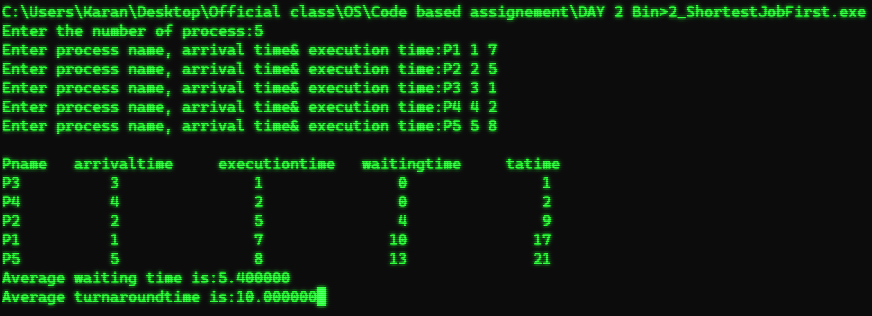 C:\Users\Karan\Desktop\Official class\OS\Code based assignement\DAY 2 Bin>2_ShortestJobFirst.exe
Enter the number of process:5
Enter process name, arrival time& execution time:P1 1 7
Enter process name, arrival time& execution time:P2 2 5
Enter process name, arrival time& execution time:P3 3 1
Enter process name, arrival time& execution time:P4 4 2
Enter process name, arrival time& execution time:P5 5 8
Pname arrivaltime executiontime waitingtime tatime
P3 3 1 0 1
P4 4 2 0 2
P2 2 5 4 9
P1 1 7 10 17
P5 5 8 13 21
Average waiting time is:5.400000
Average turnaroundtime is:10.000000